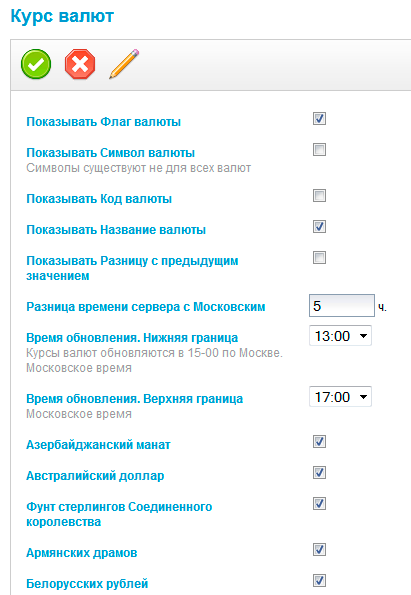 Курс валют
Показывать Флаг валюты
Показывать Символ валюты
Символы существуют не для всех валют
Показывать Код валюты
Показывать Название валюты
Показывать Разницу с предыдущим
значением
Разница времени сервера с Московским
5 ч.
Время обновления. Нижняя граница
13:00
Курсы валют обновляются в 15-00 по Москве.
Московское время
Время обновления. Верхняя граница
17:00
Московское время
Азербайджанский манат
Австралийский доллар
Фунт стерлингов Соединенного
королевства
Армянских драмов
Белорусских рублей